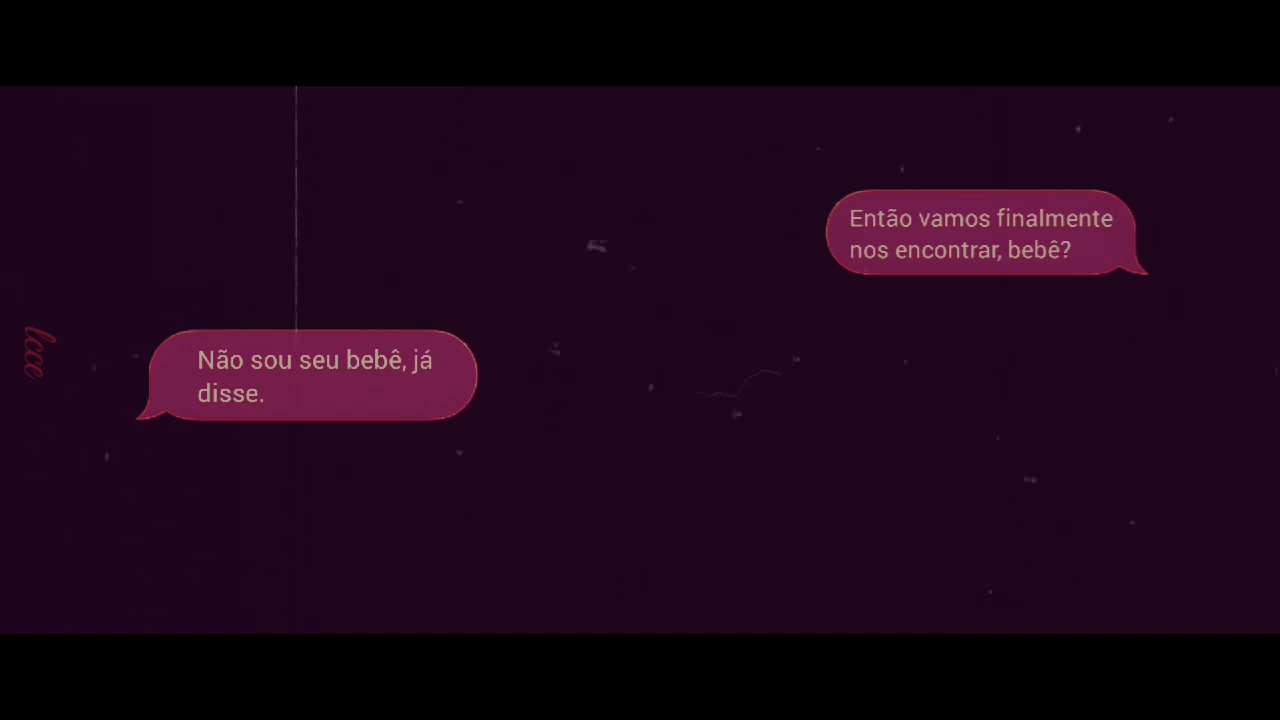 Então vamos finalmente
nos encontrar, bebê?
Não sou seu bebê, já
disse.